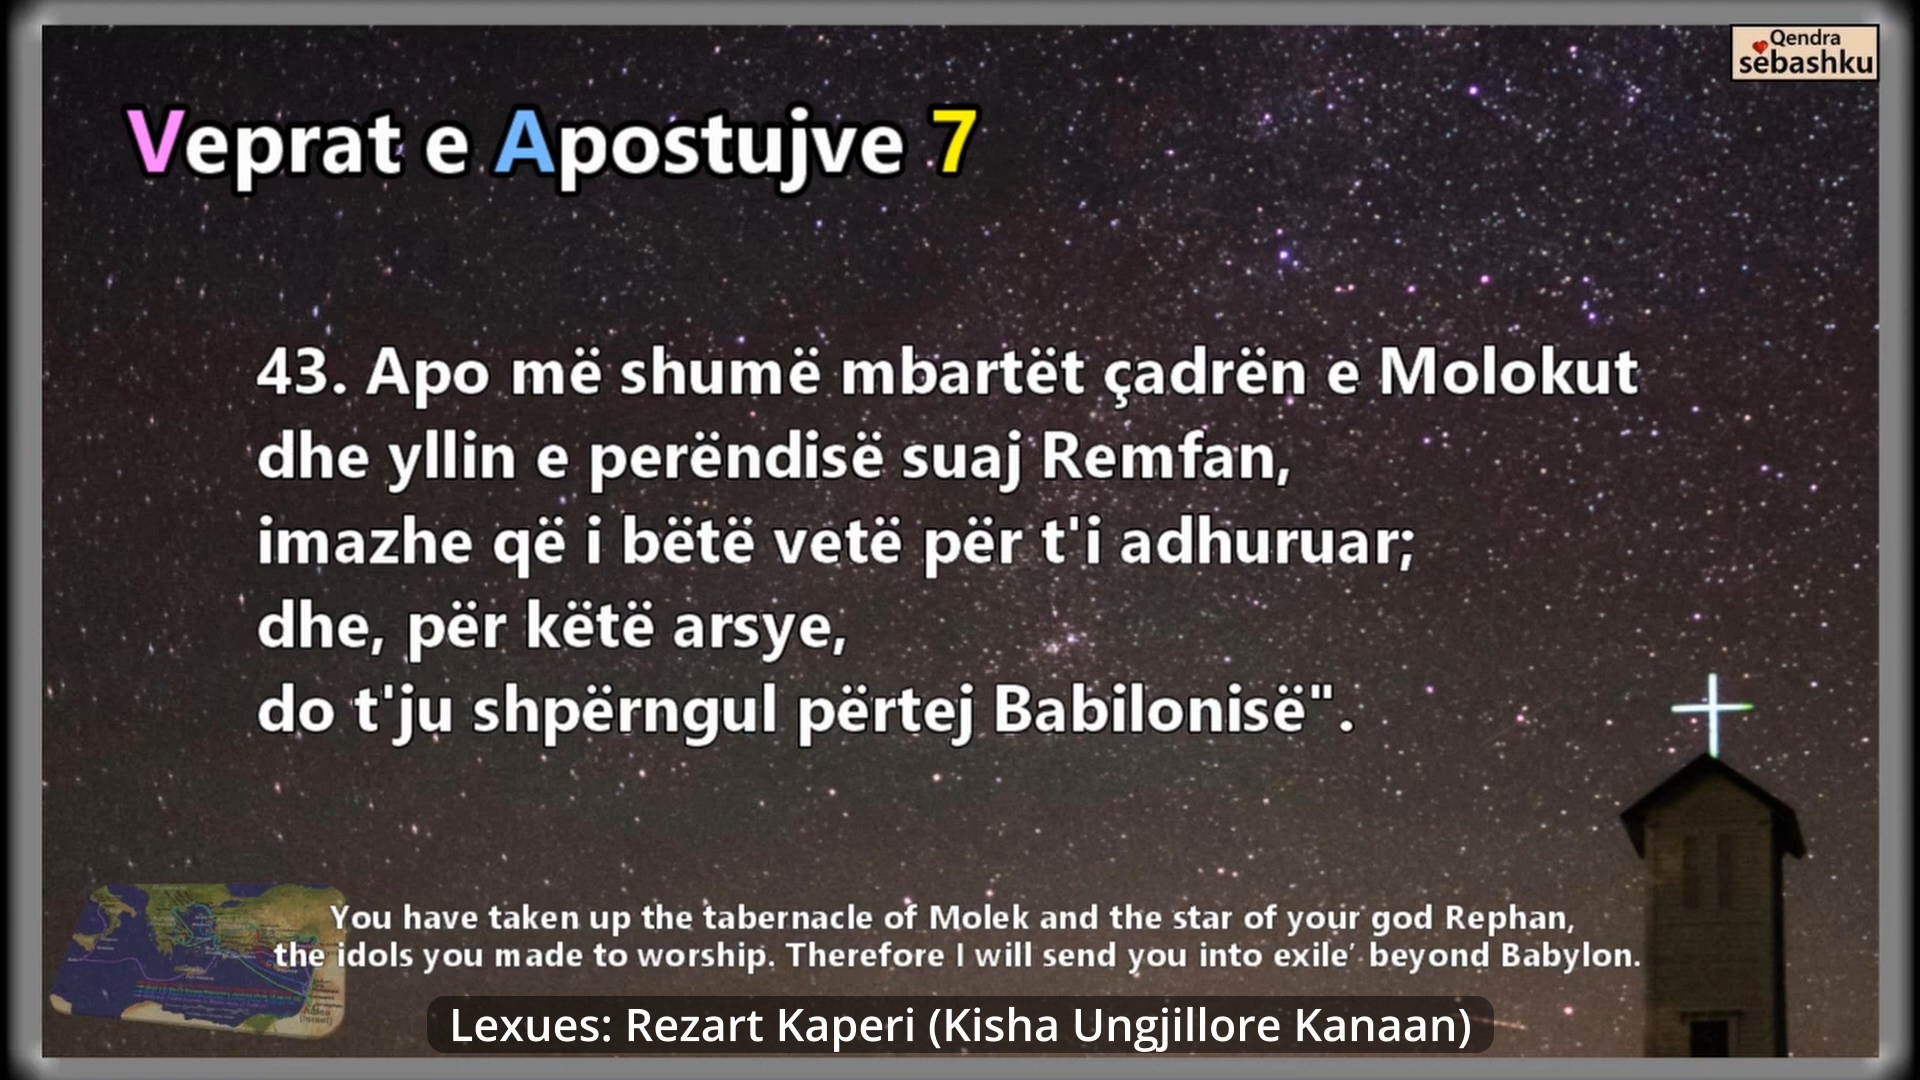 Qendra
sëbashku
Veprat e Apostujve 7
43. Apo më shumë mbartët çadrën e Molokut
dhe yllin e perëndisë suaj Remfan,
imazhe që i bëtë vetë për t'i adhuruar;
dhe, për këtë arsye,
do t'ju shpërngul përtej Babilonisë".
You have taken up the tabernacle of Molek and the star of your god Rephan,
the idols you made to worship. Therefore I will send you into exile’ beyond Babylon.
Lexues: Rezart Kaperi (Kisha Ungjillore Kanaan)